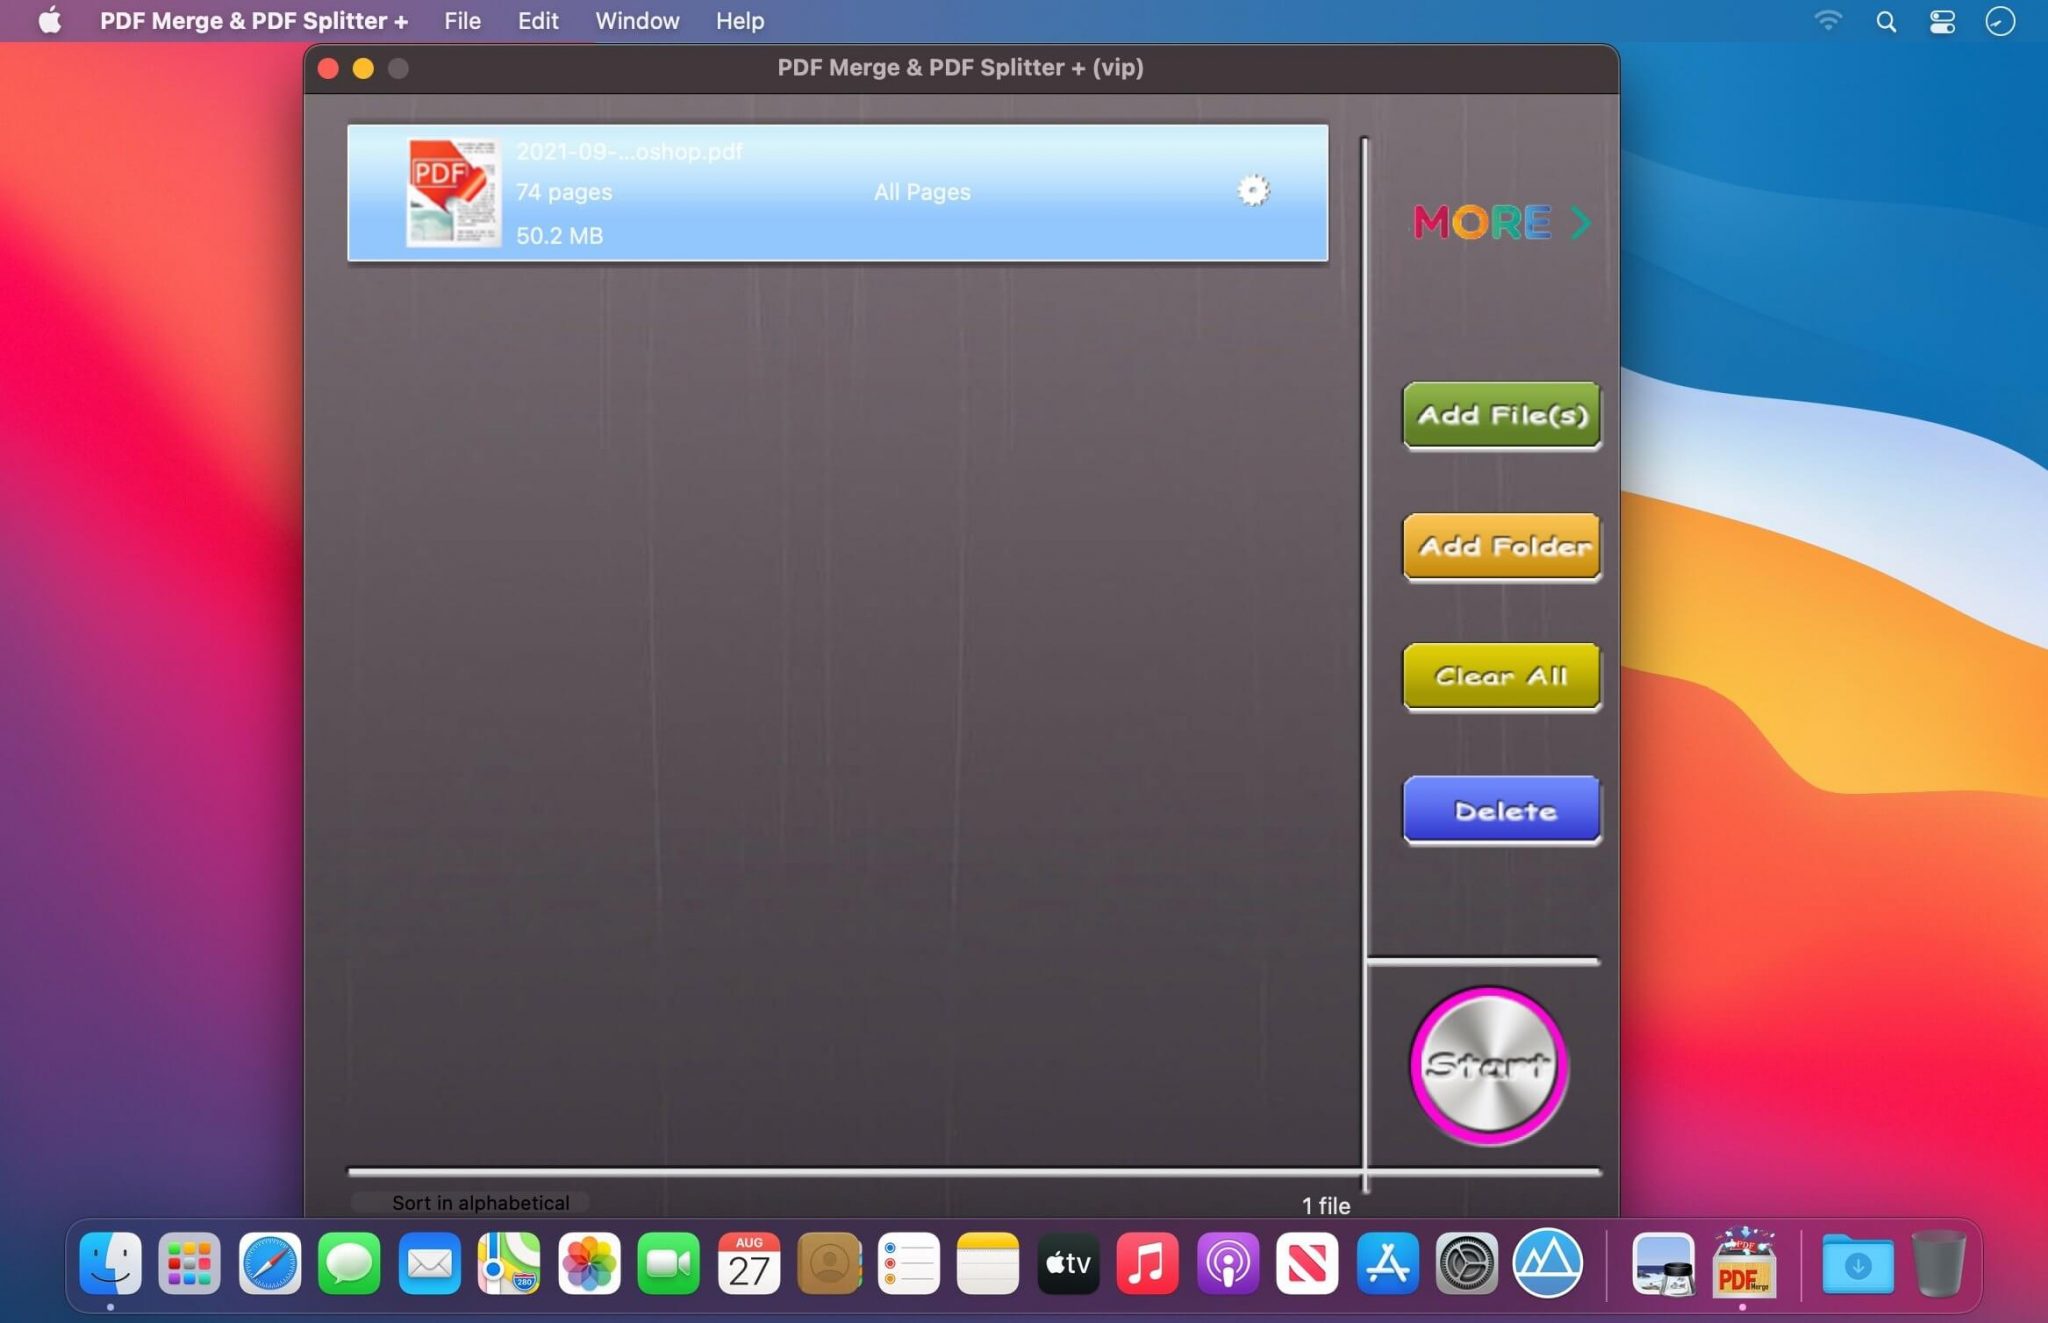 PDF Merge & PDF Splitter + File Edit Window Help
PDF Merge & PDF Splitter + (vip)
2021-09-...oshop.pdf
74 pages
All Pages
50.2 MB
PDF
MORE >
Add File(s)
Add Folder
Clear All
Delete
Start
Sort in alphabetical
1 file
AUG
27
280
tv
PDF
PDF Merge